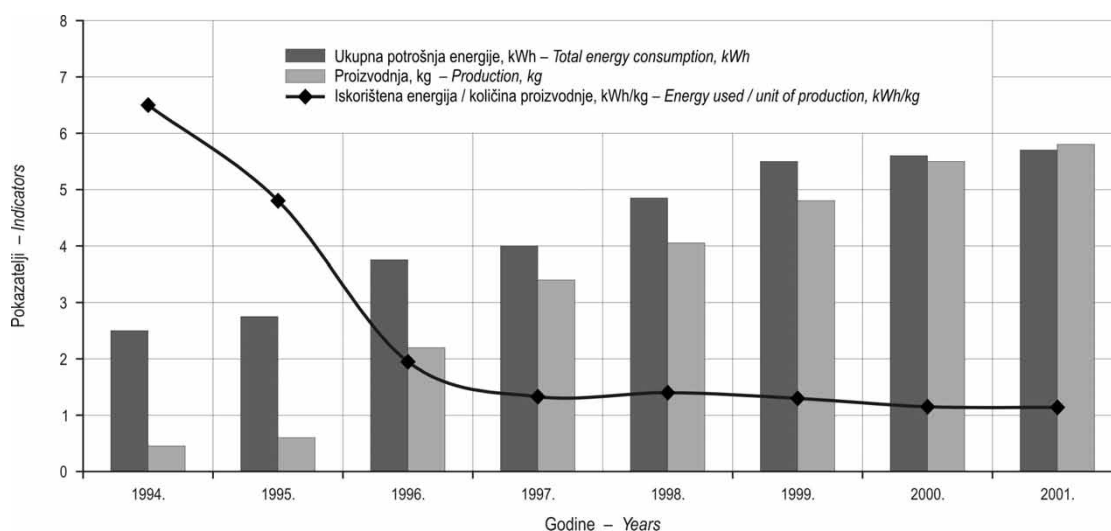 8
Ukupna potrošnja energije, kWh – Total energy consumption, kWh
Proizvodnja, kg – Production, kg
7
Iskorištena energija / količina proizvodnje, kWh/kg – Energy used / unit of production, kWh/kg
6
5
4
3
2
1
0
Pokazatelji – Indicators
1994. 1995. 1996. 1997. 1998. 1999. 2000. 2001.
Godine – Years